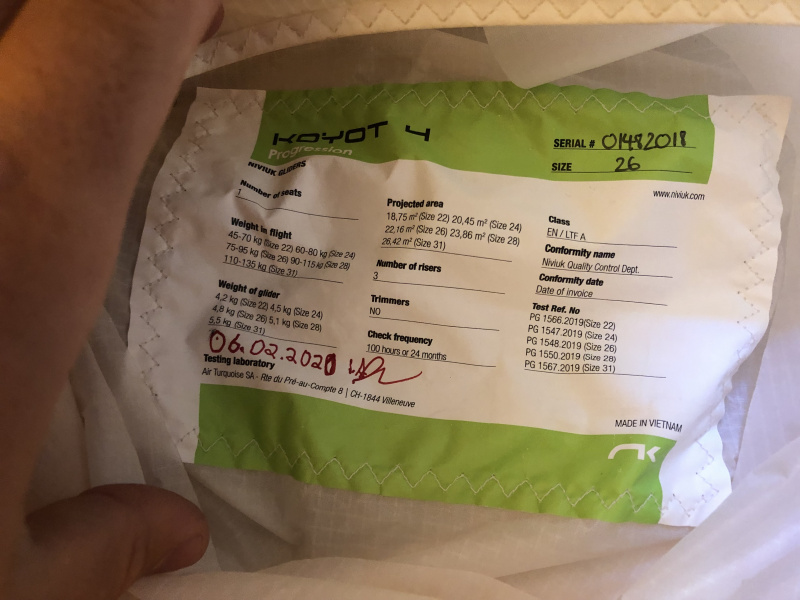 KOYOT 4
Progression
SERIAL # 01482018
SIZE 26
NIVIUK GLIDERS
www.niviuk.com
Number of seats
1
Weight in flight
45-70 kg (Size 22) 60-80 kg (Size 24)
75-95 kg (Size 26) 90-115 kg (Size 28)
110-135 kg (Size 31)
Weight of glider
4,2 kg (Size 22) 4,5 kg (Size 24)
4,8 kg (Size 26) 5,1 kg (Size 28)
5,5 kg (Size 31)
Projected area
18,75 m² (Size 22) 20,45 m² (Size 24)
22,16 m² (Size 26) 23,86 m² (Size 28)
26,42 m² (Size 31)
Number of risers
3
Trimmers
NO
Check frequency
100 hours or 24 months
Class
EN / LTF A
Conformity name
Niviuk Quality Control Dept.
Conformity date
Date of invoice
Test Ref. No
PG 1566.2019(Size 22)
PG 1547.2019 (Size 24)
PG 1548.2019 (Size 26)
PG 1550.2019 (Size 28)
PG 1567.2019 (Size 31)
06.02.2020
Testing laboratory
Air Turquoise SA - Rte du Pré-au-Compte 8 | CH-1844 Villeneuve
MADE IN VIETNAM